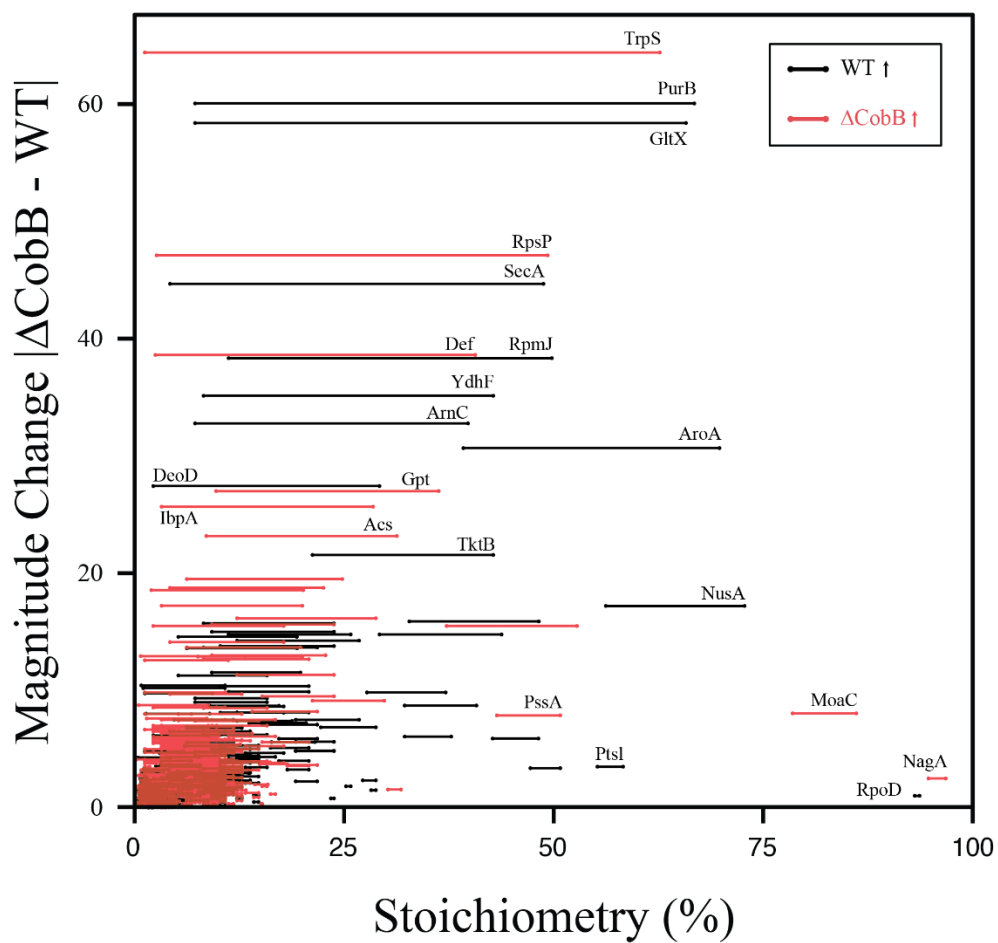 Magnitude Change |ΔCobB - WT|
60
40
20
0
TrpS
WT ↑
ΔCobB ↑
PurB
GltX
RpsP
SecA
Def
RpmJ
YdhF
ArnC
AroA
DeoD
Gpt
IbpA
Acs
TktB
NusA
PssA
MoaC
PtsI
NagA
RpoD
0
25
50
75
100
Stoichiometry (%)